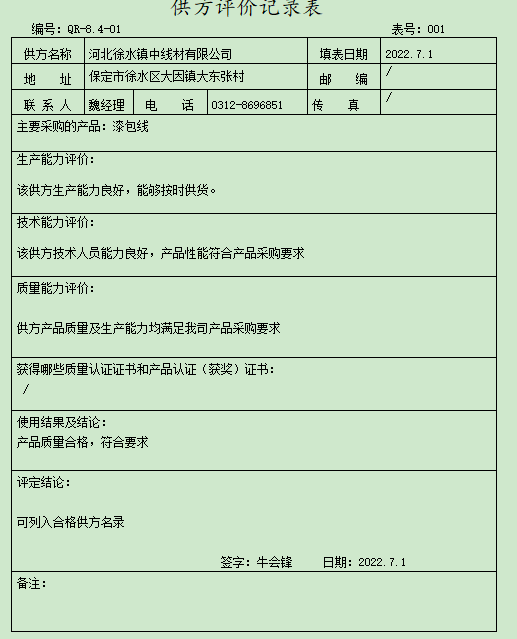 供方评价记录表
编号：QR-8.4-01 表号：001
供方名称 河北徐水镇中线材有限公司 填表日期 2022.7.1
地 址 保定市徐水区大因镇大东张村 邮 编 /
联 系 人 魏经理 电 话 0312-8696851 传 真 /
主要采购的产品：漆包线
生产能力评价：
该供方生产能力良好，能够按时供货。
技术能力评价：
该供方技术人员能力良好，产品性能符合产品采购要求
质量能力评价：
供方产品质量及生产能力均满足我司产品采购要求
获得哪些质量认证证书和产品认证（获奖）证书：
/
使用结果及结论：
产品质量合格，符合要求
评定结论：
可列入合格供方名录
签字：牛会锋 日期：2022.7.1
备注：